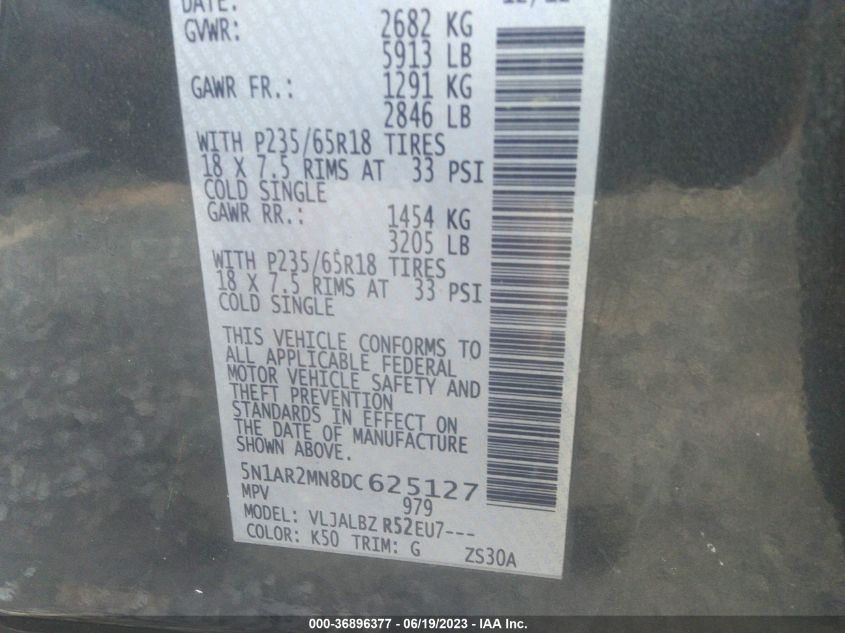 DATE:
GVWR: 2682 KG
5913 LB
GAWR FR.: 1291 KG
2846 LB
WITH P235/65R18 TIRES
18 X 7.5 RIMS AT 33 PSI
COLD SINGLE
GAWR RR.: 1454 KG
3205 LB
WITH P235/65R18 TIRES
18 X 7.5 RIMS AT 33 PSI
COLD SINGLE
THIS VEHICLE CONFORMS TO
ALL APPLICABLE FEDERAL
MOTOR VEHICLE SAFETY AND
THEFT PREVENTION
STANDARDS IN EFFECT ON
THE DATE OF MANUFACTURE
SHOWN ABOVE.
5N1AR2MN8DC 625127
MPV 979
MODEL: VLJALBZ R52EU7---
COLOR: K50 TRIM: G ZS30A
000-36896377 - 06/19/2023 - IAA Inc.